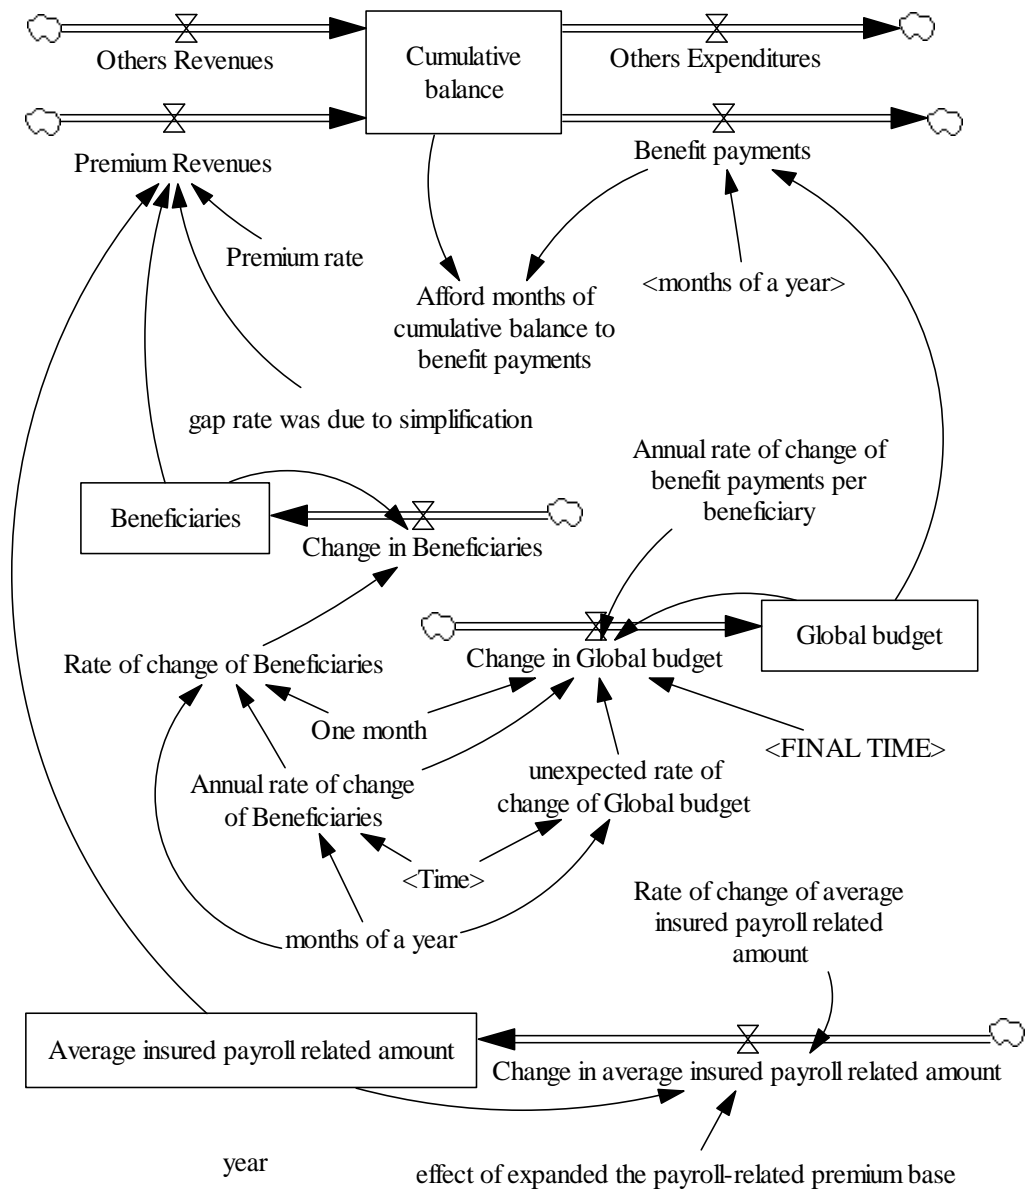 Others Revenues
Cumulative
balance
Others Expenditures
Premium Revenues
Benefit payments
Premium rate
<months of a year>
Afford months of
cumulative balance to
benefit payments
gap rate was due to simplification
Annual rate of change of
benefit payments per
beneficiary
Beneficiaries
Change in Beneficiaries
Global budget
Rate of change of Beneficiaries
Change in Global budget
One month
<FINAL TIME>
Annual rate of change
of Beneficiaries
unexpected rate of
change of Global budget
<Time>
months of a year
Rate of change of average
insured payroll related
amount
Average insured payroll related amount
Change in average insured payroll related amount
year
effect of expanded the payroll-related premium base